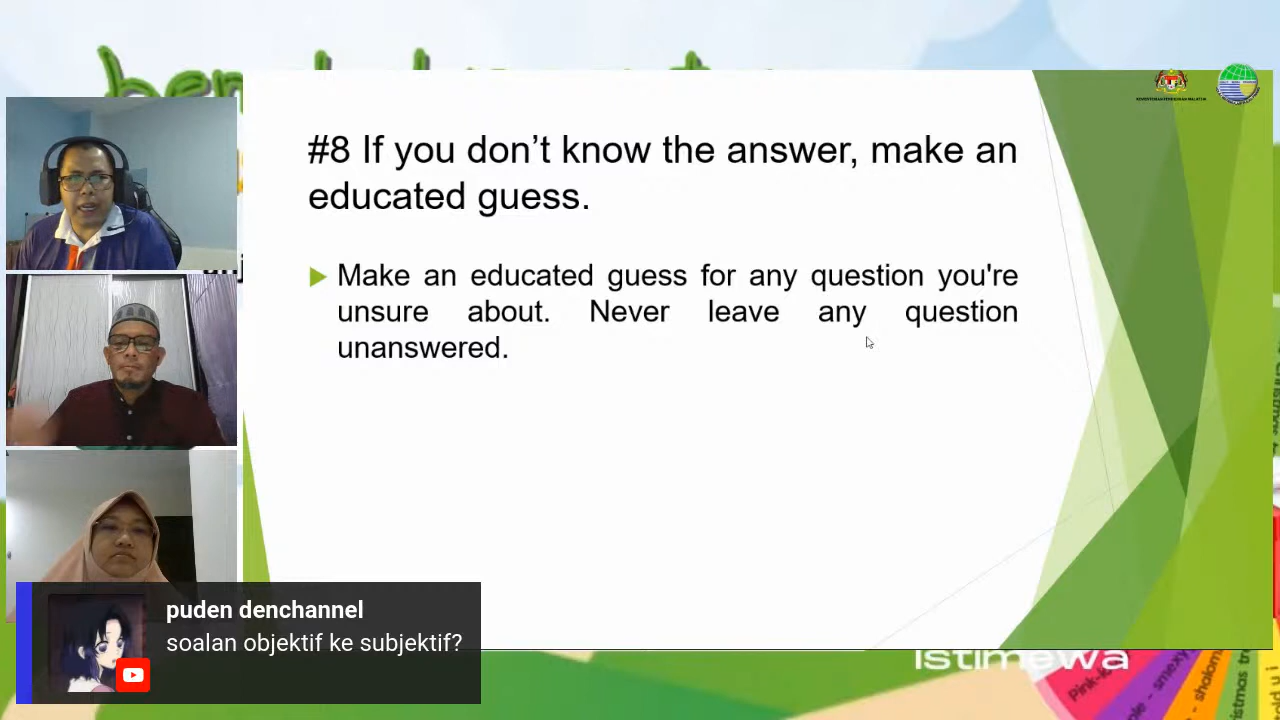 #8 If you don’t know the answer, make an
educated guess.
Make an educated guess for any question you're
unsure about. Never leave any question
unanswered.
puden denchannel
soalan objektif ke subjektif?
istimewa